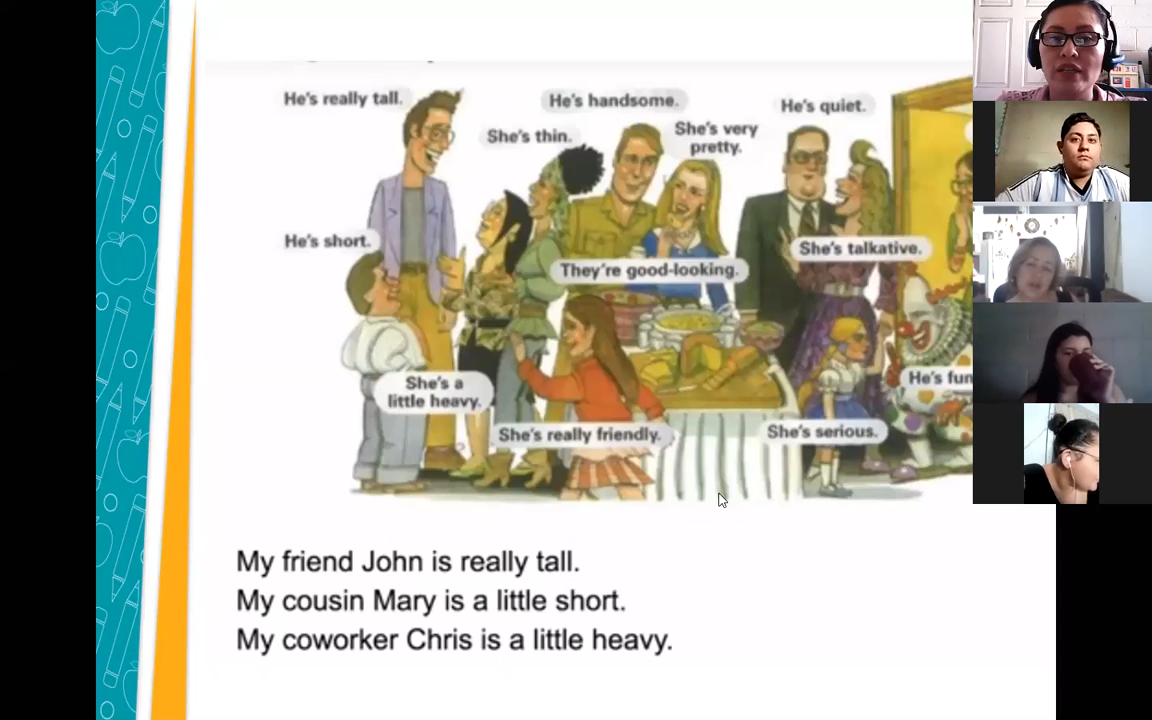 He's really tall.
He's handsome.
He's quiet.
She's thin.
She's very
pretty.
He's short.
She's talkative.
They're good-looking.
She's a
little heavy.
He's
She's really friendly.
She's serious.
My friend John is really tall.
My cousin Mary is a little short.
My coworker Chris is a little heavy.